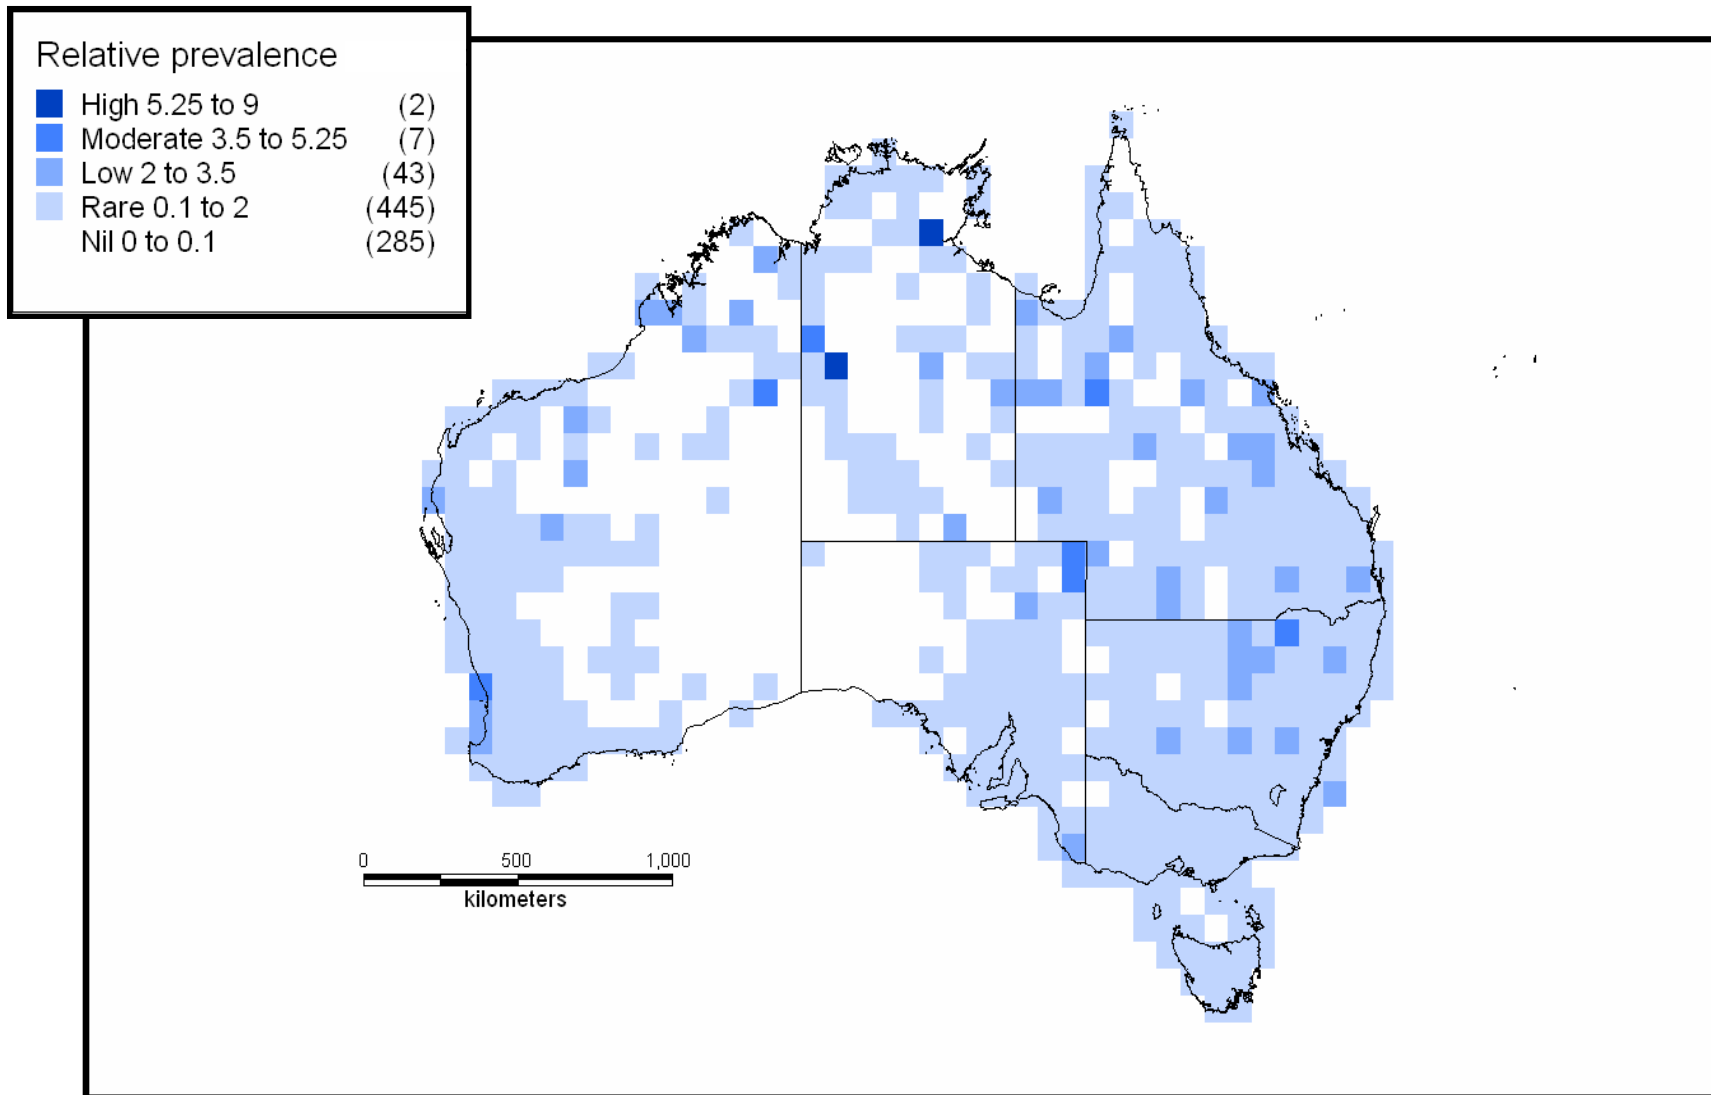 Relative prevalence
High 5.25 to 9 (2)
Moderate 3.5 to 5.25 (7)
Low 2 to 3.5 (43)
Rare 0.1 to 2 (445)
Nil 0 to 0.1 (285)
0 500 1,000
kilometers